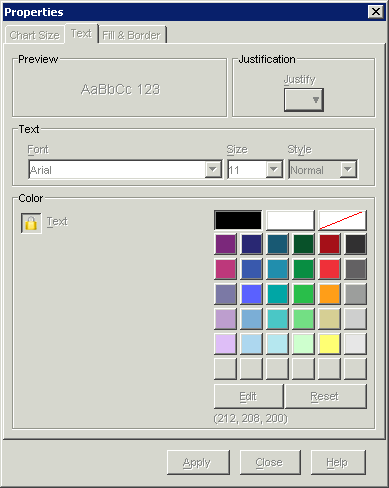 Properties
Chart Size Text Fill & Border
Preview Justification
AaBbCc 123
Justify
Text
Font Size Style
Arial 11 Normal
Color
Text
Edit Reset
(212, 208, 200)
Apply Close Help